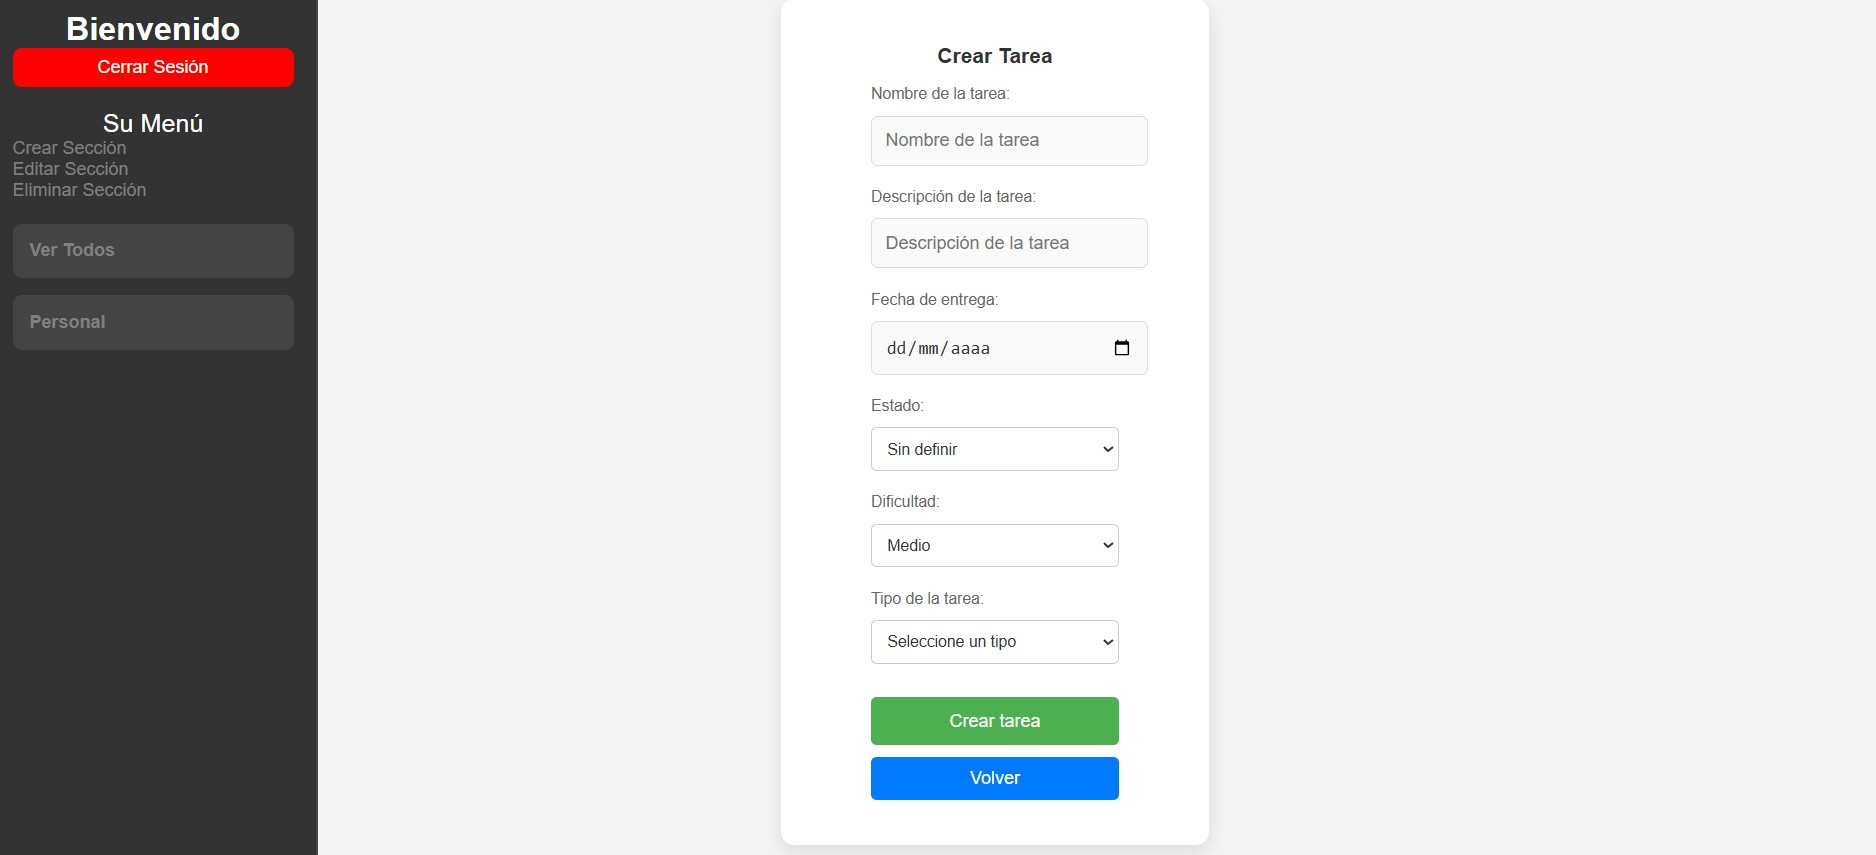 Bienvenido
Cerrar Sesión
Su Menú
Crear Sección
Editar Sección
Eliminar Sección
Ver Todos
Personal
Crear Tarea
Nombre de la tarea:
Nombre de la tarea
Descripción de la tarea:
Descripción de la tarea
Fecha de entrega:
dd/mm/aaaa
Estado:
Sin definir
Dificultad:
Medio
Tipo de la tarea:
Seleccione un tipo
Crear tarea
Volver